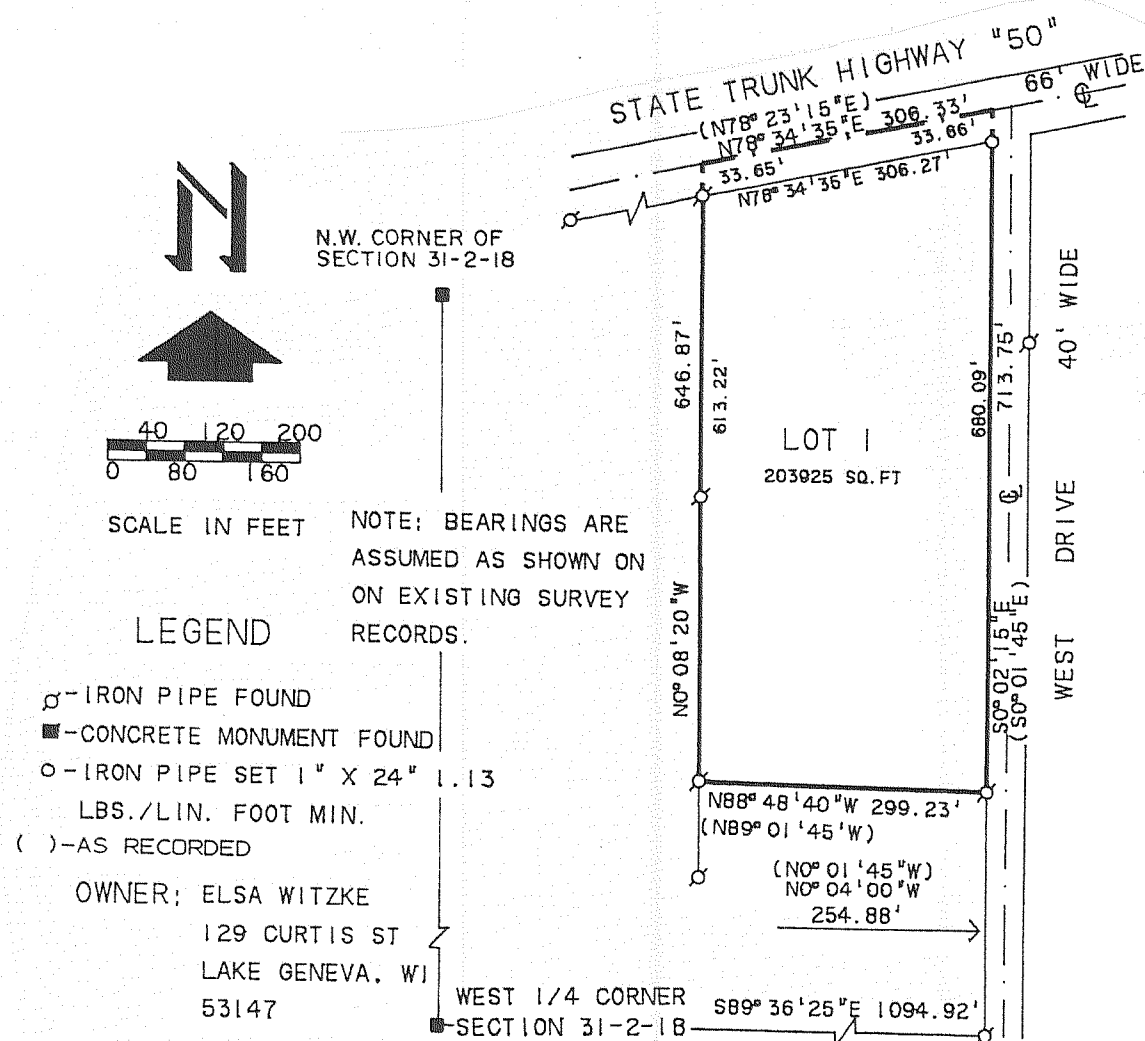 STATE TRUNK HIGHWAY "50"
66' WIDE
(N78° 23'15"E)
N78° 34'35"E 306.33'
33.65'
33.66'
N78° 34'35"E 306.27'
N
N.W. CORNER OF
SECTION 31-2-18
40 120 200
0 80 160
SCALE IN FEET
NOTE: BEARINGS ARE
ASSUMED AS SHOWN ON
ON EXISTING SURVEY
RECORDS.
LEGEND
-IRON PIPE FOUND
-CONCRETE MONUMENT FOUND
O-IRON PIPE SET 1" X 24" 1.13
LBS./LIN. FOOT MIN.
( )-AS RECORDED
OWNER: ELSA WITZKE
129 CURTIS ST
LAKE GENEVA, WI
53147
646.87'
613.22'
N0° 08'20"W
LOT 1
203925 SQ.FT
680.09'
713.75'
S0° 02'15"E
(S0° 01'45"E)
WEST DRIVE 40' WIDE
N88° 48'40"W 299.23'
(N89° 01'45'W)
(N0° 01'45"W)
N0° 04'00"W
254.88'
WEST 1/4 CORNER
SECTION 31-2-18
S89° 36'25"E 1094.92'